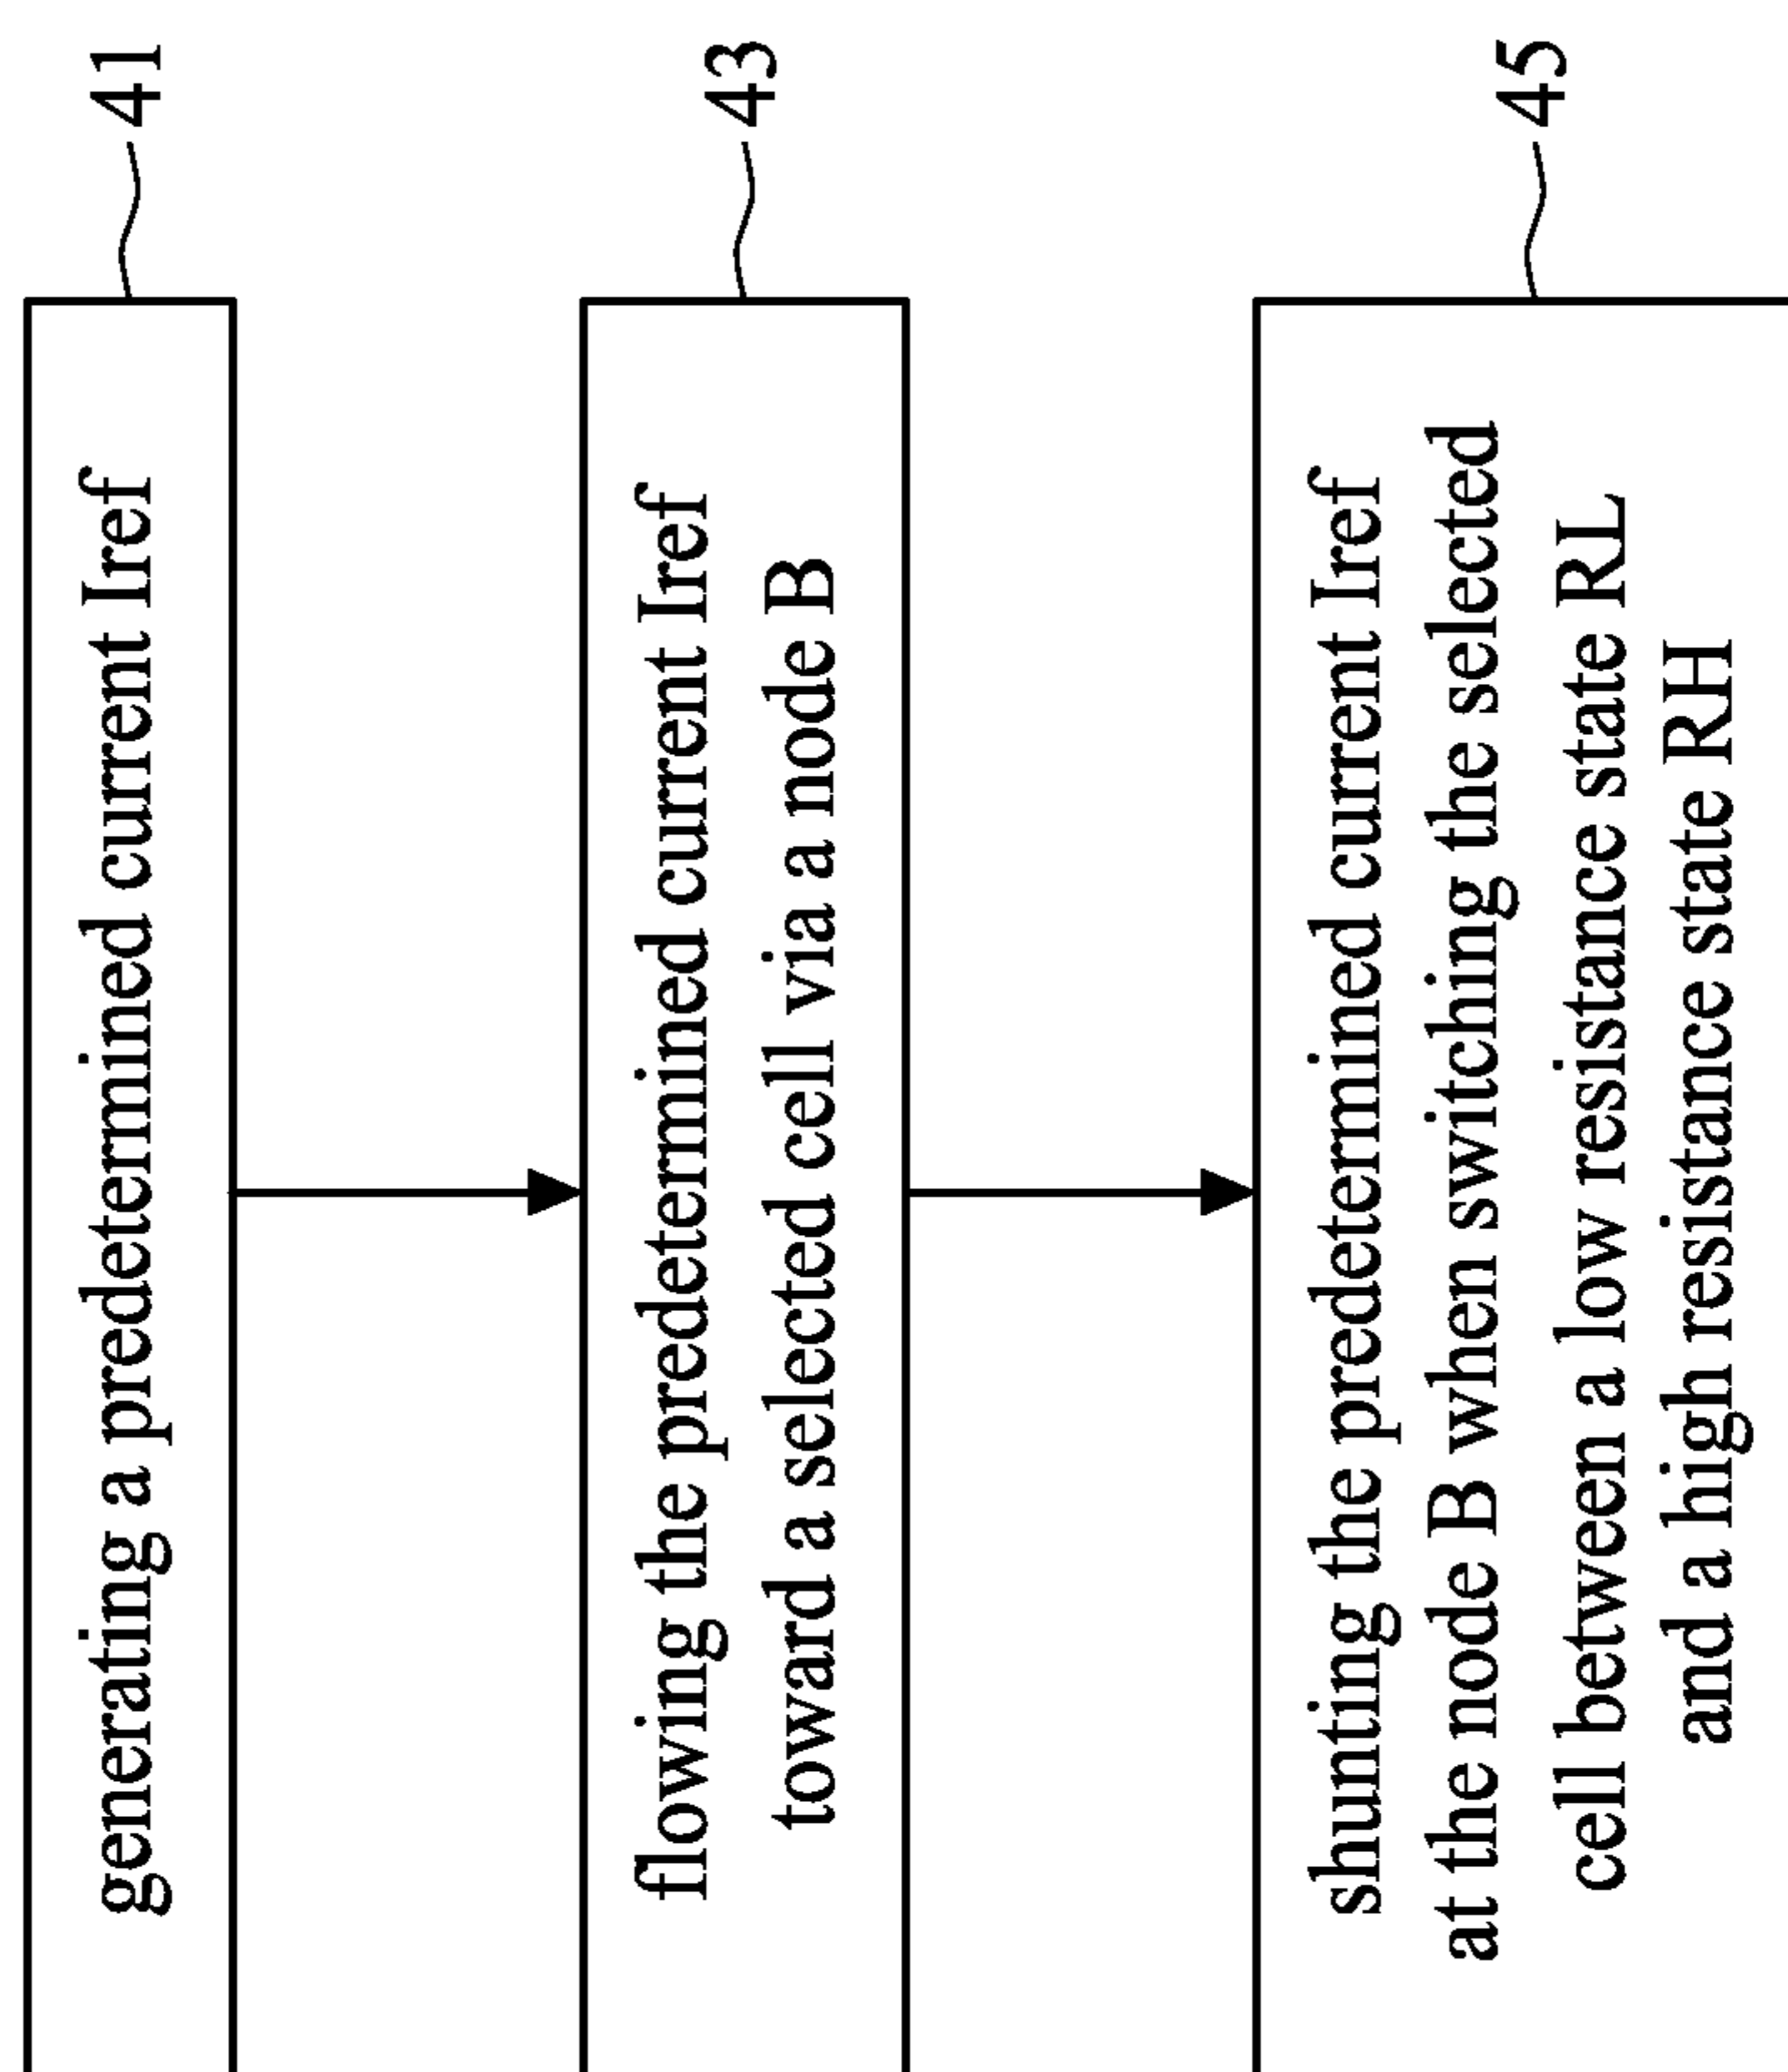 generating a predetermined current Iref
41
flowing the predetermined current Iref
toward a selected cell via a node B
43
shunting the predetermined current Iref
at the node B when switching the selected
cell between a low resistance state RL
and a high resistance state RH
45